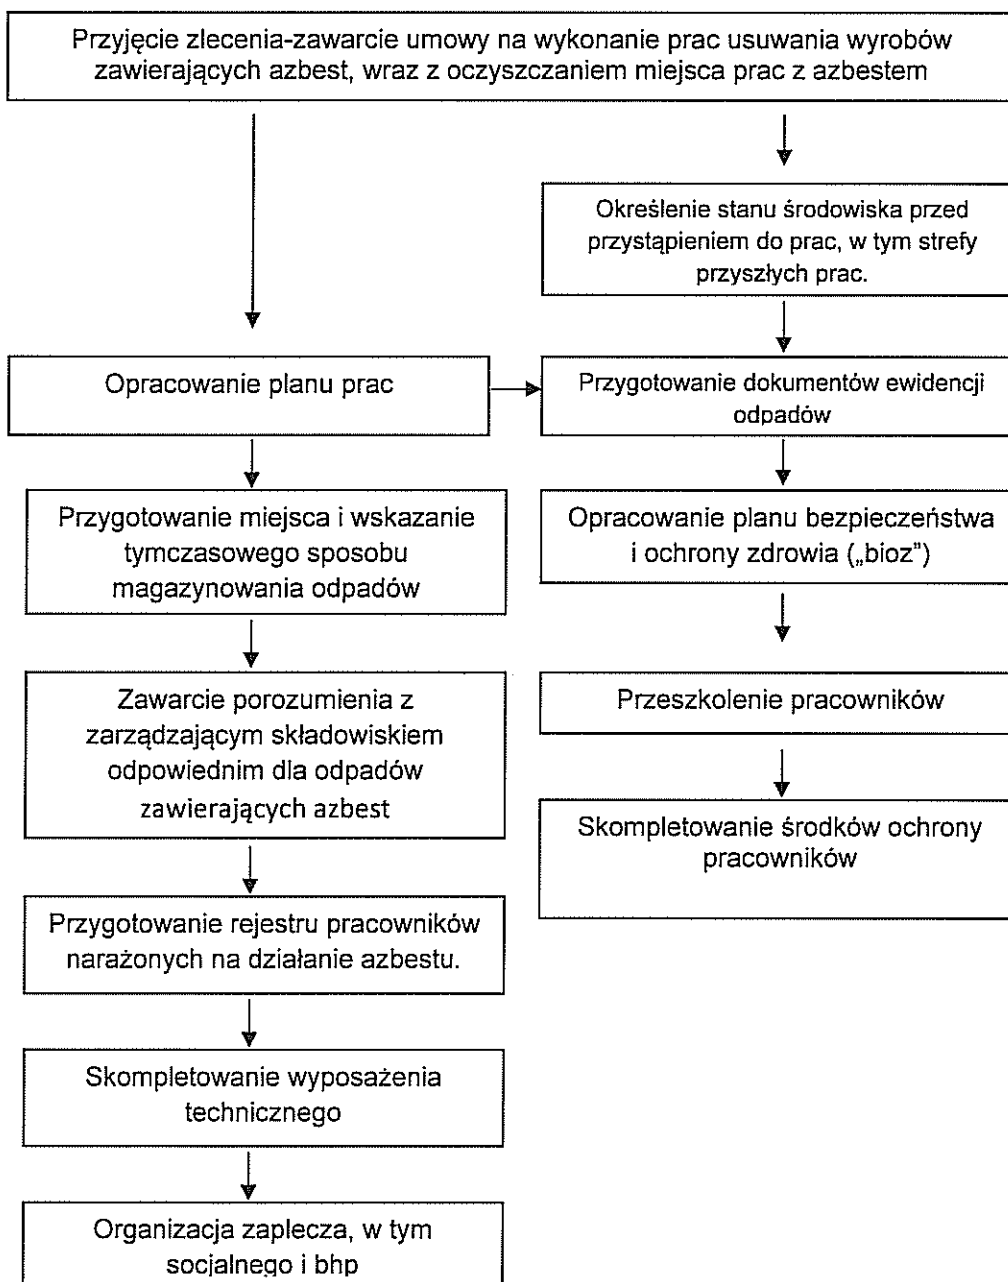 Przyjęcie zlecenia-zawarcie umowy na wykonanie prac usuwania wyrobów
zawierających azbest, wraz z oczyszczaniem miejsca prac z azbestem
Określenie stanu środowiska przed
przystąpieniem do prac, w tym strefy
przyszłych prac.
Opracowanie planu prac
Przygotowanie dokumentów ewidencji
odpadów
Przygotowanie miejsca i wskazanie
tymczasowego sposobu
magazynowania odpadów
Opracowanie planu bezpieczeństwa
i ochrony zdrowia („bioz”)
Zawarcie porozumienia z
zarządzającym składowiskiem
odpowiednim dla odpadów
zawierających azbest
Przeszkolenie pracowników
Skompletowanie środków ochrony
pracowników
Przygotowanie rejestru pracowników
narażonych na działanie azbestu.
Skompletowanie wyposażenia
technicznego
Organizacja zaplecza, w tym
socjalnego i bhp